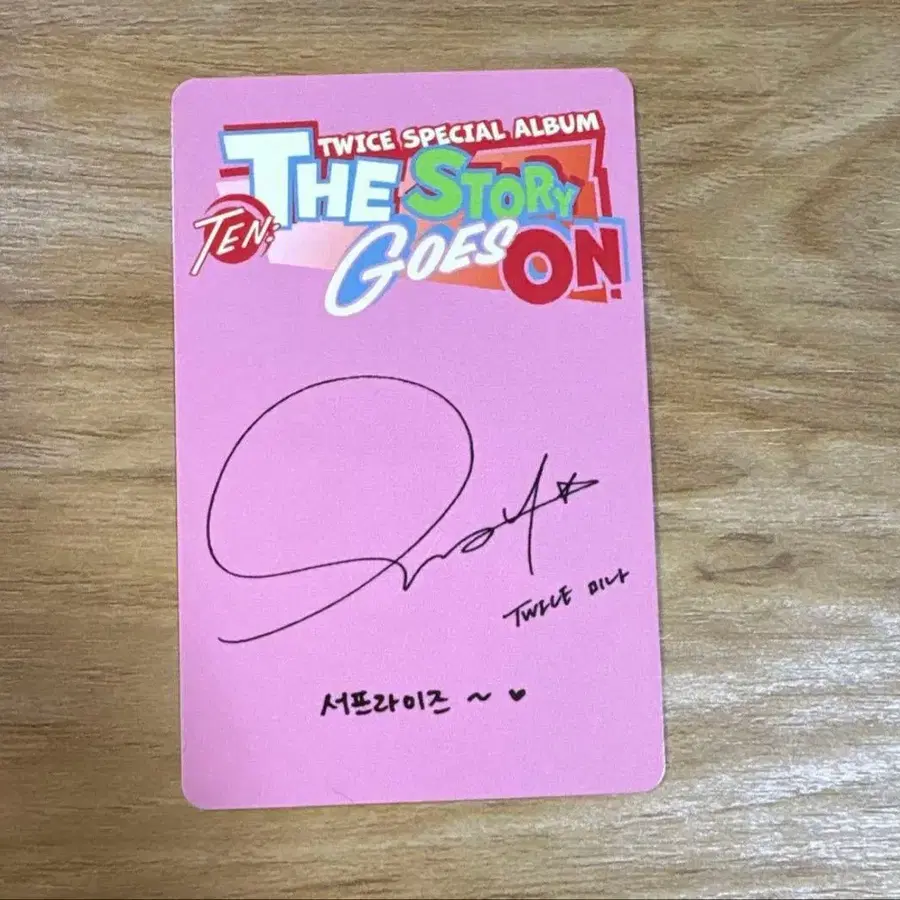 TWICE SPECIAL ALBUM
TEN: THE STORY
GOES ON!
TWICE 미나
서프라이즈 ~ ♥